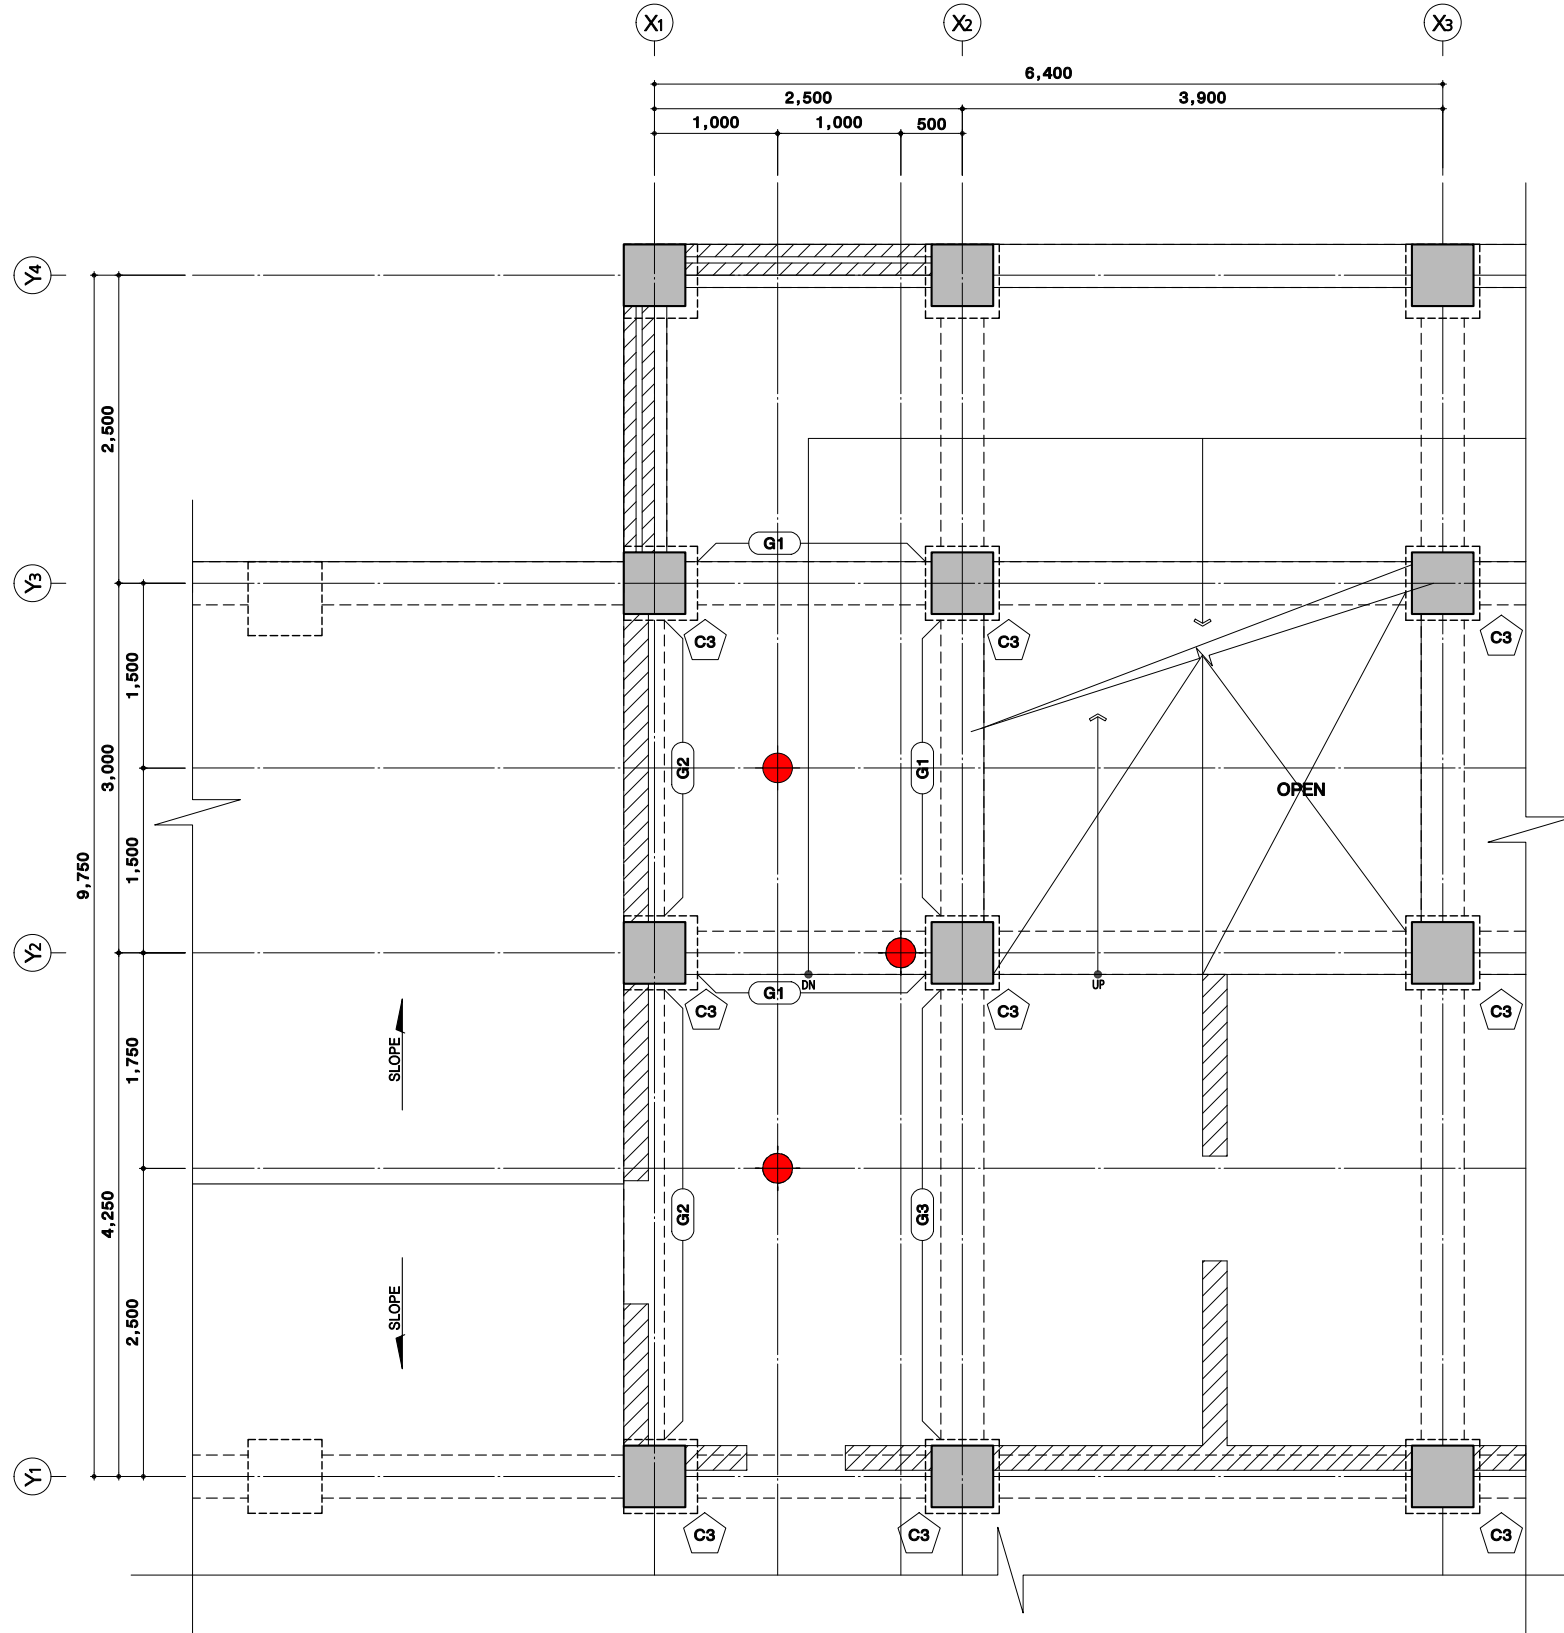 X1 X2 X3
6,400
2,500 3,900
1,000 1,000 500
Y4
2,500
G1
Y3
C3 C3 C3
1,500
G2 G1
3,000
OPEN
1,500
9,750
Y2
DN UP
G1
C3 C3 C3
SLOPE
1,750
G2 G3
4,250
SLOPE
2,500
Y1
C3 C3 C3